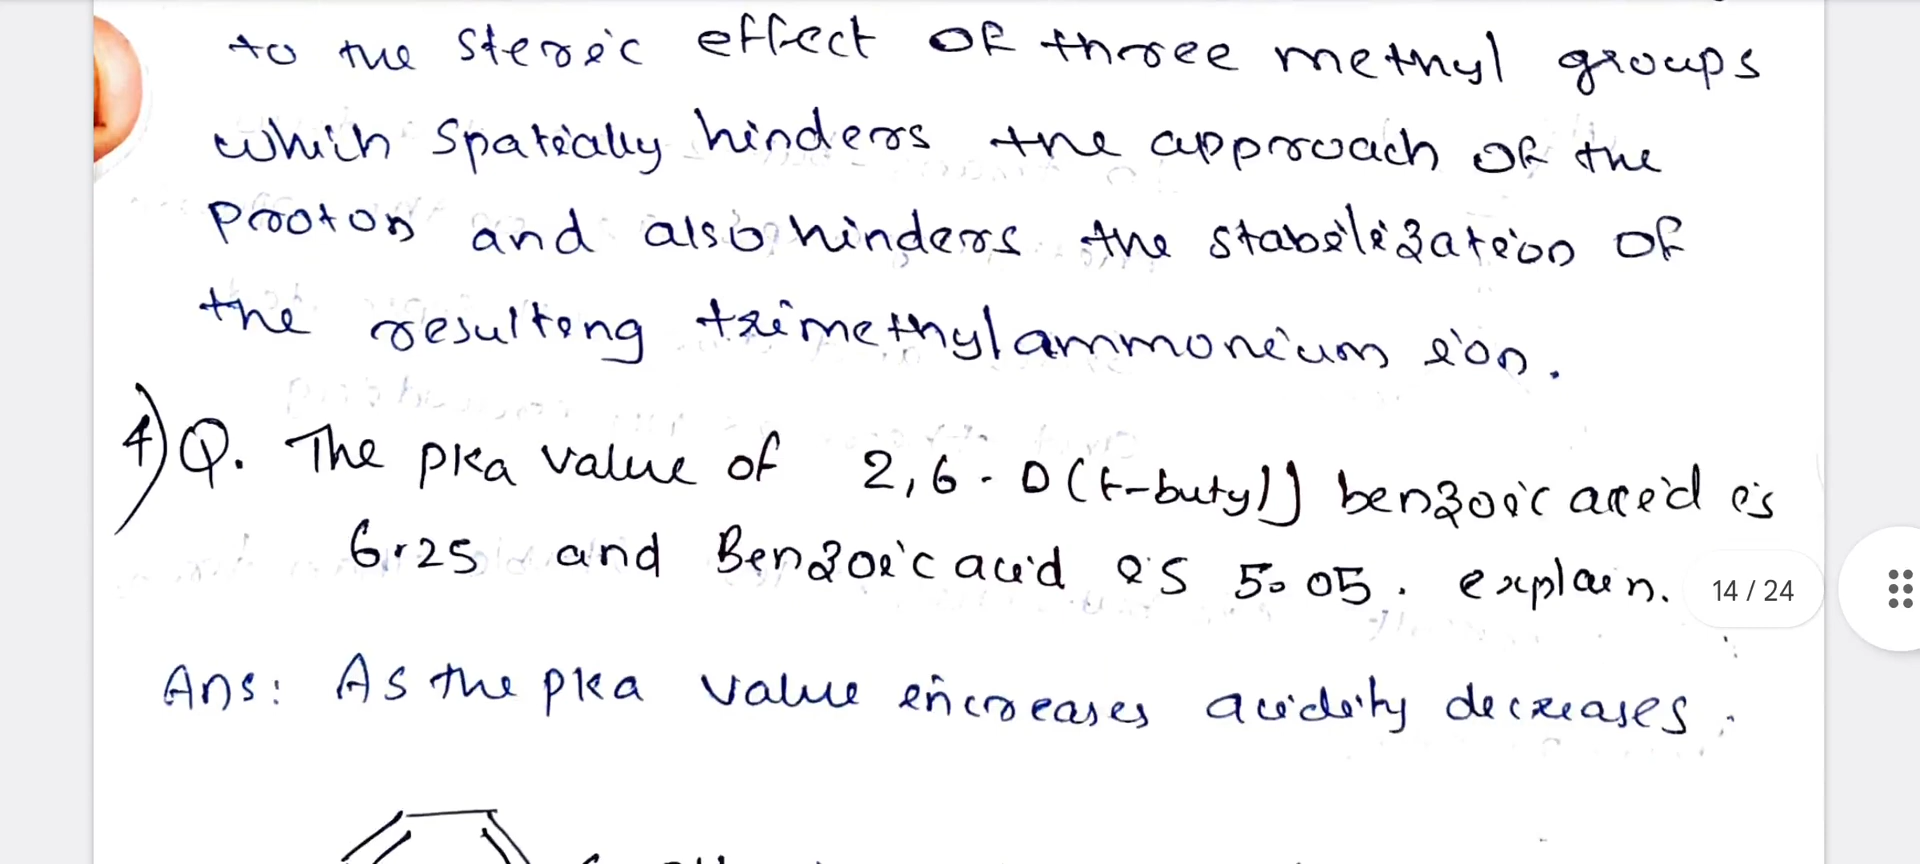 to the steric effect of three methyl groups
which spatially hinders the approach of the
proton and also hinders the stabilization of
the resulting trimethylammonium ion.
4) Q. The pka value of 2,6-D(t-butyl)] benzoic acid is
6.25 and Benzoic acid is 5.05. explain.
14 / 24
Ans: As the pka value increases acidity decreases.